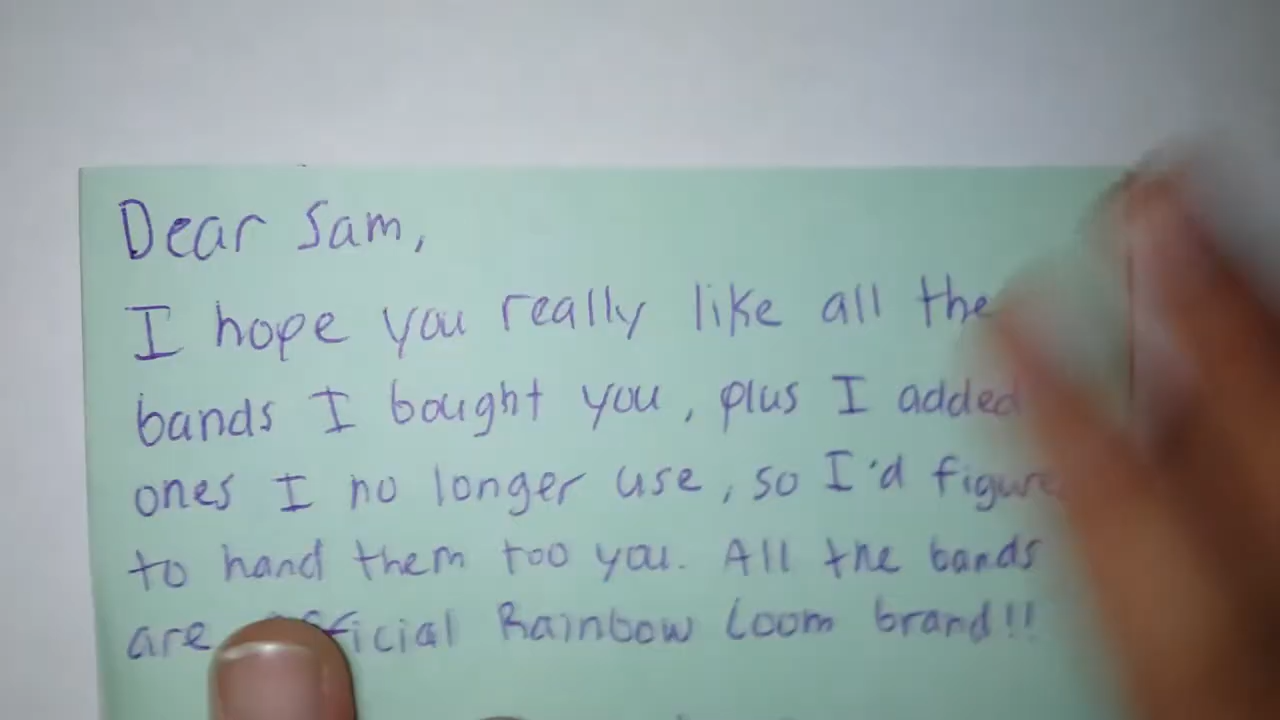 Dear Sam,
I hope you really like all the
bands I bought you, plus I added
ones I no longer use, so I'd figure
to hand them too you. All the bands
are official Rainbow Loom brand!!